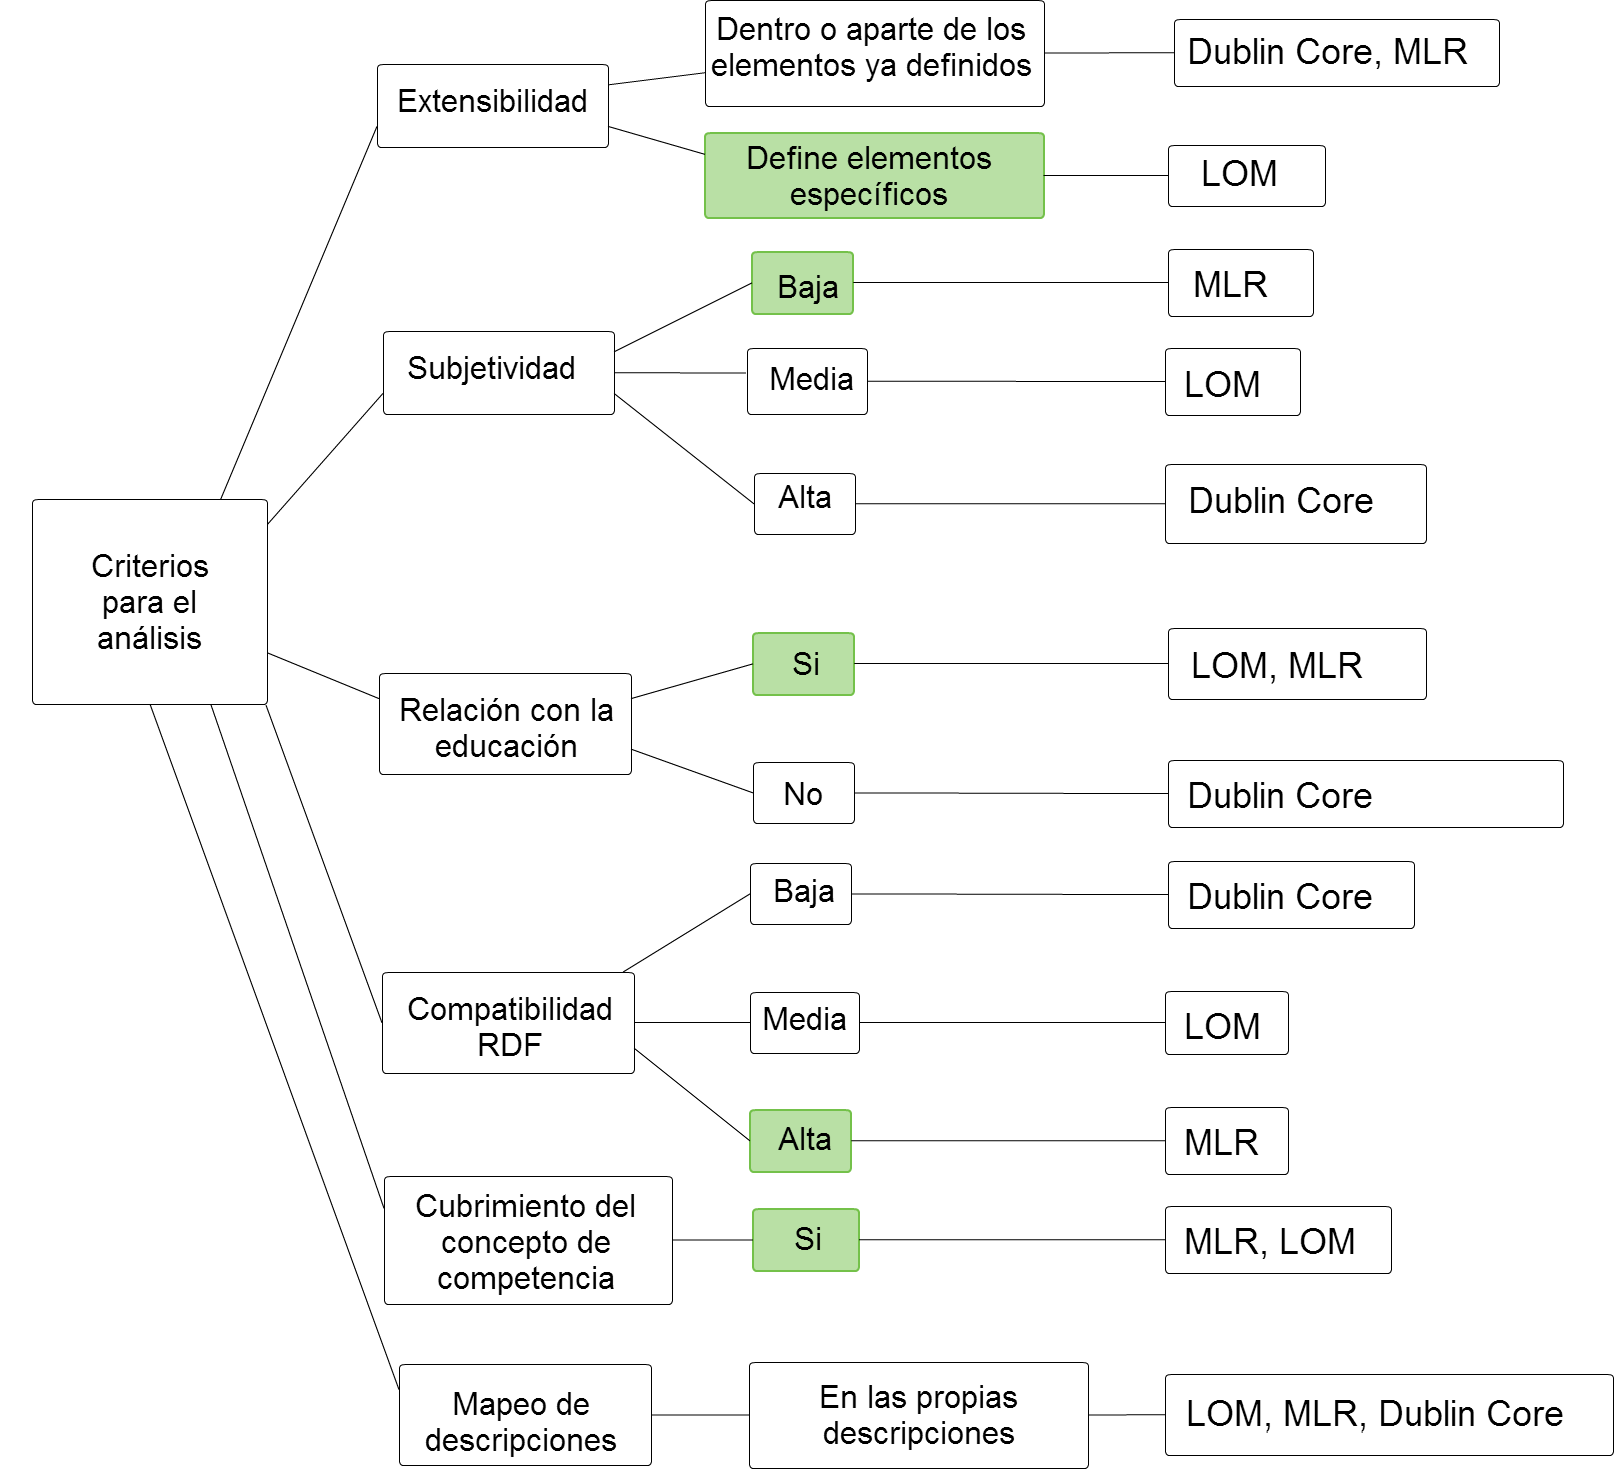 Criterios
para el
análisis
Extensibilidad
Dentro o aparte de los
elementos ya definidos
Dublin Core, MLR
Define elementos
específicos
LOM
Subjetividad
Baja
MLR
Media
LOM
Alta
Dublin Core
Relación con la
educación
Si
LOM, MLR
No
Dublin Core
Compatibilidad
RDF
Baja
Dublin Core
Media
LOM
Alta
MLR
Cubrimiento del
concepto de
competencia
Si
MLR, LOM
Mapeo de
descripciones
En las propias
descripciones
LOM, MLR, Dublin Core